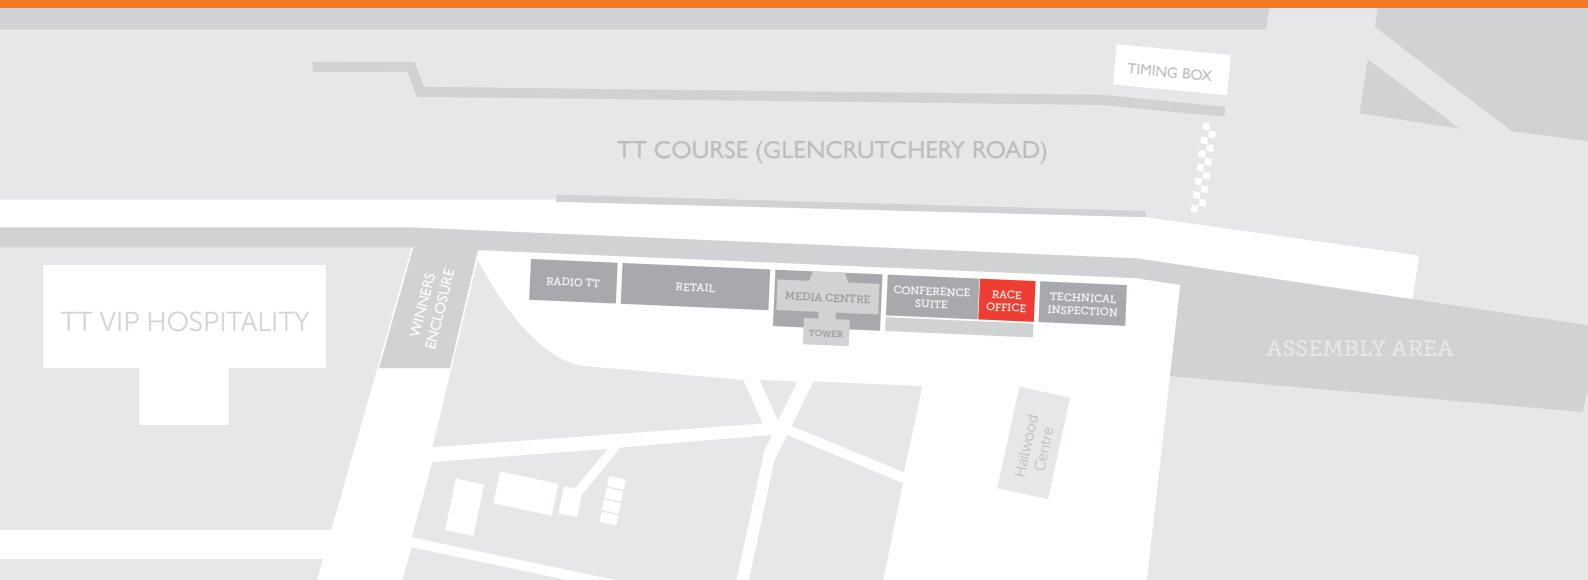 TIMING BOX
TT COURSE (GLENCRUTCHERY ROAD)
TT VIP HOSPITALITY
WINNERS
ENCLOSURE
RADIO TT
RETAIL
MEDIA CENTRE
TOWER
CONFERENCE
SUITE
RACE
OFFICE
TECHNICAL
INSPECTION
ASSEMBLY AREA
Hailwood
Centre